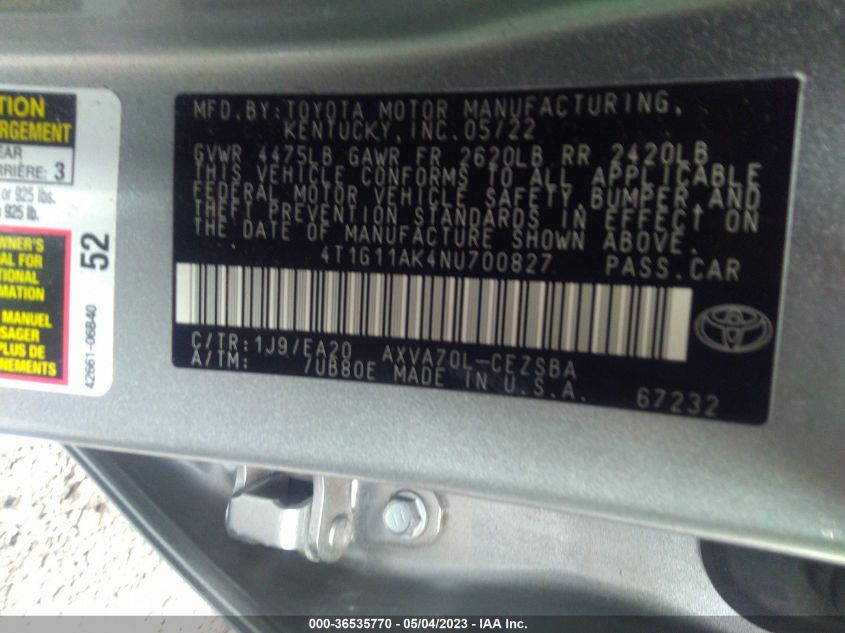 MFD. BY: TOYOTA MOTOR MANUFACTURING,
KENTUCKY, INC. 05/22
GVWR 4475LB GAWR FR 2620LB RR 2420LB
THIS VEHICLE CONFORMS TO ALL APPLICABLE
FEDERAL MOTOR VEHICLE SAFETY, BUMPER, AND
THEFT PREVENTION STANDARDS IN EFFECT ON
THE DATE OF MANUFACTURE SHOWN ABOVE.
4T1G11AK4NU700827 PASS. CAR
C/TR: 1J9/EA20 AXVA70L-CEZSBA
A/TM: 7UB80E MADE IN U.S.A.
67232
TION
RGEMENT
EAR
RRIÈRE: 3
or 925 lbs.
925 lb.
WNER'S
AL FOR
TIONAL
RMATION
MANUEL
SAGER
PLUS DE
NEMENTS
52
42661-06B40
000-36535770 - 05/04/2023 - IAA Inc.